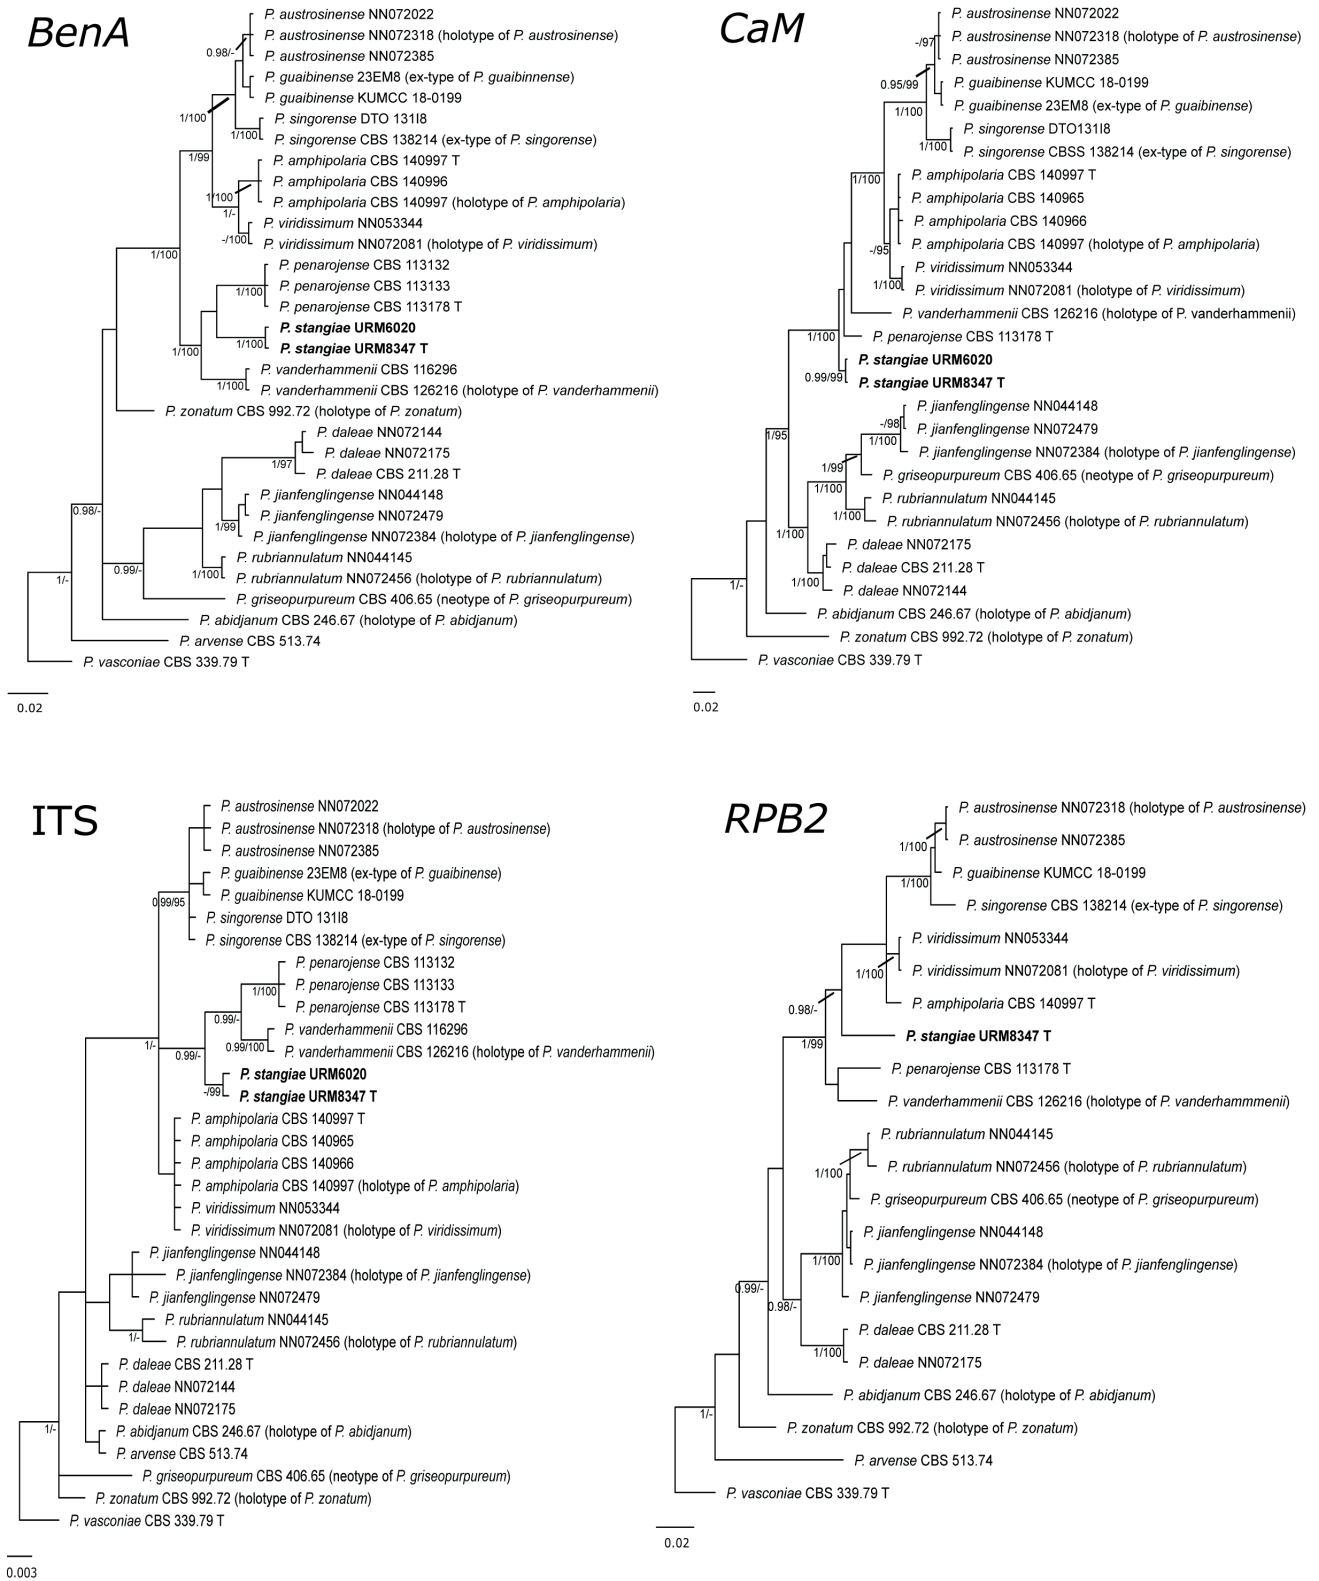 BenA
P. austrosinense NN072022
P. austrosinense NN072318 (holotype of P. austrosinense)
0.98/-
P. austrosinense NN072385
P. guaibinense 23EM8 (ex-type of P. guaibinnense)
P. guaibinense KUMCC 18-0199
1/100
P. singorense DTO 131I8
1/100
P. singorense CBS 138214 (ex-type of P. singorense)
1/99
P. amphipolaria CBS 140997 T
P. amphipolaria CBS 140996
1/100
P. amphipolaria CBS 140997 (holotype of P. amphipolaria)
1/-
P. viridissimum NN053344
-/100
P. viridissimum NN072081 (holotype of P. viridissimum)
1/100
P. penarojense CBS 113132
P. penarojense CBS 113133
1/100
P. penarojense CBS 113178 T
P. stangiae URM6020
1/100
P. stangiae URM8347 T
1/100
P. vanderhammenii CBS 116296
1/100
P. vanderhammenii CBS 126216 (holotype of P. vanderhammenii)
P. zonatum CBS 992.72 (holotype of P. zonatum)
P. daleae NN072144
P. daleae NN072175
1/97
P. daleae CBS 211.28 T
P. jianfenglingense NN044148
P. jianfenglingense NN072479
0.98/-
1/99
P. jianfenglingense NN072384 (holotype of P. jianfenglingense)
P. rubriannulatum NN044145
0.99/-
1/100
P. rubriannulatum NN072456 (holotype of P. rubriannulatum)
1/-
P. griseopurpureum CBS 406.65 (neotype of P. griseopurpureum)
P. abidjanum CBS 246.67 (holotype of P. abidjanum)
P. arvense CBS 513.74
P. vasconiae CBS 339.79 T
0.02
CaM
P. austrosinense NN072022
P. austrosinense NN072318 (holotype of P. austrosinense)
-/97
P. austrosinense NN072385
0.95/99
P. guaibinense KUMCC 18-0199
P. guaibinense 23EM8 (ex-type of P. guaibinense)
1/100
P. singorense DTO131I8
1/100
P. singorense CBSS 138214 (ex-type of P. singorense)
1/100
P. amphipolaria CBS 140997 T
P. amphipolaria CBS 140965
P. amphipolaria CBS 140966
-/95
P. amphipolaria CBS 140997 (holotype of P. amphipolaria)
P. viridissimum NN053344
1/100
P. viridissimum NN072081 (holotype of P. viridissimum)
P. vanderhammenii CBS 126216 (holotype of P. vanderhammenii)
1/100
P. penarojense CBS 113178 T
P. stangiae URM6020
0.99/99
P. stangiae URM8347 T
P. jianfenglingense NN044148
-/98
P. jianfenglingense NN072479
1/95
1/100
P. jianfenglingense NN072384 (holotype of P. jianfenglingense)
1/99
P. griseopurpureum CBS 406.65 (neotype of P. griseopurpureum)
1/100
P. rubriannulatum NN044145
1/100
P. rubriannulatum NN072456 (holotype of P. rubriannulatum)
1/100
P. daleae NN072175
P. daleae CBS 211.28 T
1/100
P. daleae NN072144
1/-
P. abidjanum CBS 246.67 (holotype of P. abidjanum)
P. zonatum CBS 992.72 (holotype of P. zonatum)
P. vasconiae CBS 339.79 T
0.02
ITS
P. austrosinense NN072022
P. austrosinense NN072318 (holotype of P. austrosinense)
P. austrosinense NN072385
P. guaibinense 23EM8 (ex-type of P. guaibinense)
P. guaibinense KUMCC 18-0199
0.99/95
P. singorense DTO 131I8
P. singorense CBS 138214 (ex-type of P. singorense)
P. penarojense CBS 113132
P. penarojense CBS 113133
1/100
P. penarojense CBS 113178 T
0.99/-
P. vanderhammenii CBS 116296
0.99/100
P. vanderhammenii CBS 126216 (holotype of P. vanderhammenii)
1/-
0.99/-
P. stangiae URM6020
-/99
P. stangiae URM8347 T
P. amphipolaria CBS 140997 T
P. amphipolaria CBS 140965
P. amphipolaria CBS 140966
P. amphipolaria CBS 140997 (holotype of P. amphipolaria)
P. viridissimum NN053344
P. viridissimum NN072081 (holotype of P. viridissimum)
P. jianfenglingense NN044148
P. jianfenglingense NN072384 (holotype of P. jianfenglingense)
P. jianfenglingense NN072479
P. rubriannulatum NN044145
1/-
P. rubriannulatum NN072456 (holotype of P. rubriannulatum)
P. daleae CBS 211.28 T
P. daleae NN072144
P. daleae NN072175
1/-
P. abidjanum CBS 246.67 (holotype of P. abidjanum)
P. arvense CBS 513.74
P. griseopurpureum CBS 406.65 (neotype of P. griseopurpureum)
P. zonatum CBS 992.72 (holotype of P. zonatum)
P. vasconiae CBS 339.79 T
0.003
RPB2
P. austrosinense NN072318 (holotype of P. austrosinense)
P. austrosinense NN072385
1/100
P. guaibinense KUMCC 18-0199
1/100
P. singorense CBS 138214 (ex-type of P. singorense)
P. viridissimum NN053344
1/100
P. viridissimum NN072081 (holotype of P. viridissimum)
P. amphipolaria CBS 140997 T
0.98/-
P. stangiae URM8347 T
1/99
P. penarojense CBS 113178 T
P. vanderhammenii CBS 126216 (holotype of P. vanderhammmenii)
P. rubriannulatum NN044145
1/100
P. rubriannulatum NN072456 (holotype of P. rubriannulatum)
P. griseopurpureum CBS 406.65 (neotype of P. griseopurpureum)
P. jianfenglingense NN044148
1/100
P. jianfenglingense NN072384 (holotype of P. jianfenglingense)
0.99/-
P. jianfenglingense NN072479
0.98/-
P. daleae CBS 211.28 T
1/100
P. daleae NN072175
P. abidjanum CBS 246.67 (holotype of P. abidjanum)
1/-
P. zonatum CBS 992.72 (holotype of P. zonatum)
P. arvense CBS 513.74
P. vasconiae CBS 339.79 T
0.02